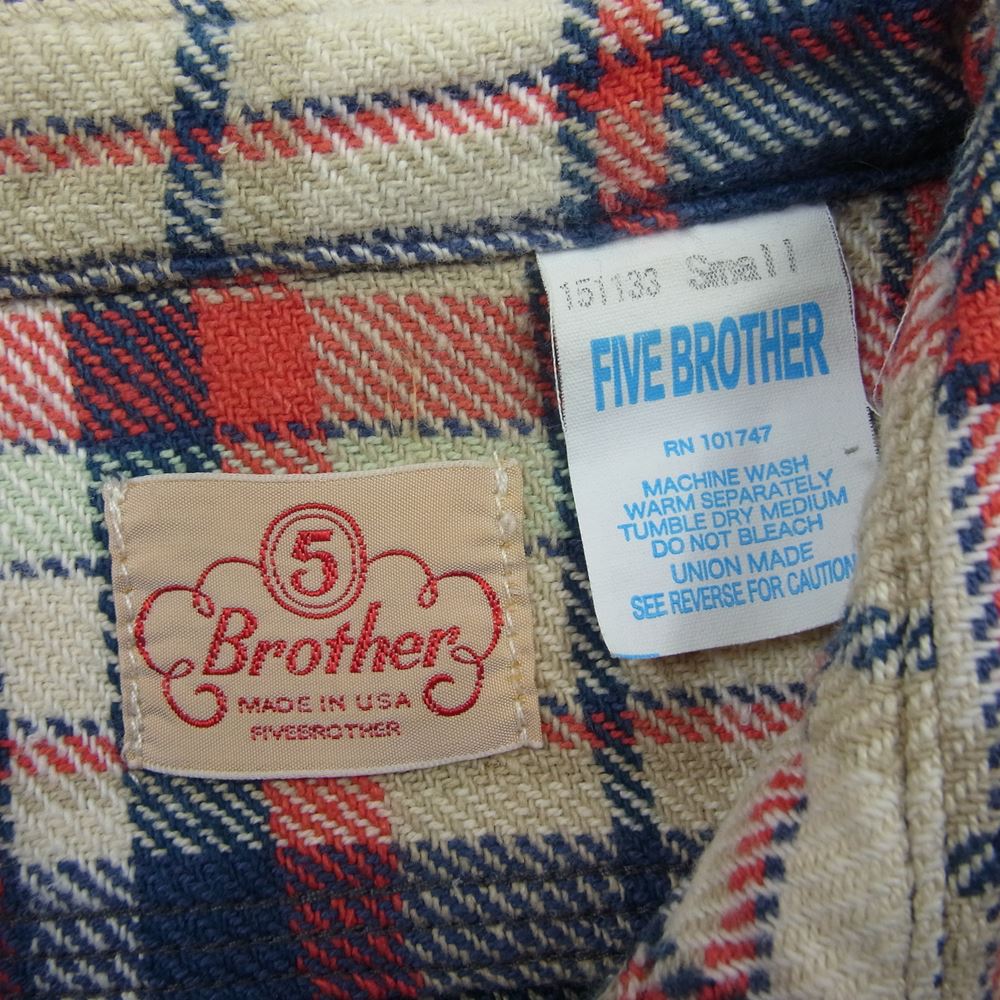 151133 Small
FIVE BROTHER
RN 101747
MACHINE WASH
WARM SEPARATELY
TUMBLE DRY MEDIUM
DO NOT BLEACH
UNION MADE
SEE REVERSE FOR CAUTION
5
Brother
MADE IN USA
FIVEBROTHER